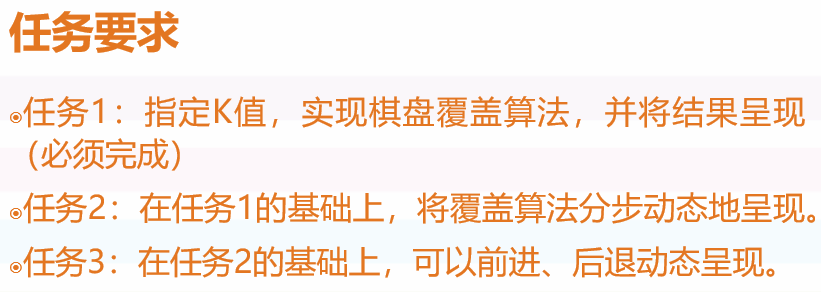 任务要求
◉任务1：指定K值，实现棋盘覆盖算法，并将结果呈现
（必须完成）
◉任务2：在任务1的基础上，将覆盖算法分步动态地呈现。
◉任务3：在任务2的基础上，可以前进、后退动态呈现。